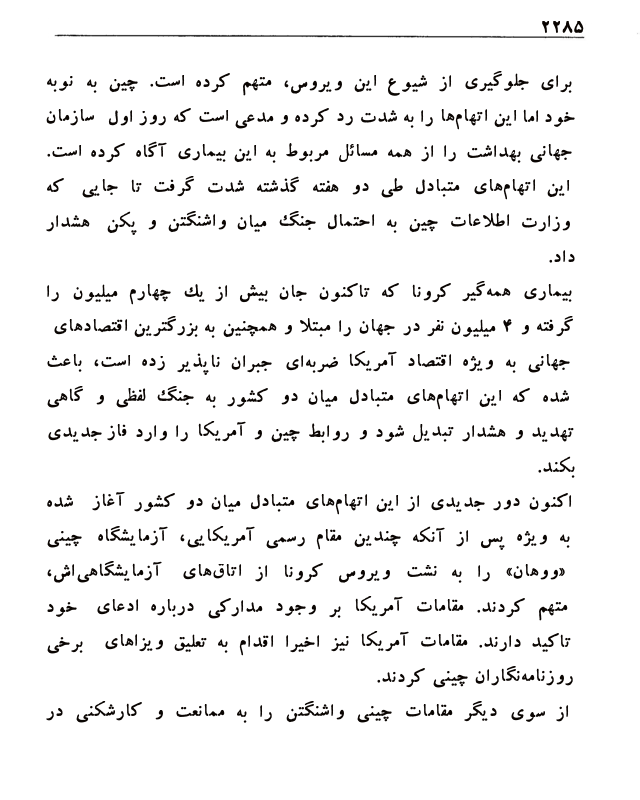 ۲۲۸۵
برای جلوگیری از شیوع این ویروس، متهم کرده است. چین به نوبه
خود اما این اتهام‌ها را به شدت رد کرده و مدعی است که روز اول سازمان
جهانی بهداشت را از همه مسائل مربوط به این بیماری آگاه کرده است.
این اتهام‌های متبادل طی دو هفته گذشته شدت گرفت تا جایی که
وزارت اطلاعات چین به احتمال جنگ میان واشنگتن و پکن هشدار
داد.
بیماری همه‌گیر کرونا که تاکنون جان بیش از یك چهارم میلیون را
گرفته و ۴ میلیون نفر در جهان را مبتلا و همچنین به بزرگترین اقتصادهای
جهانی به ویژه اقتصاد آمریکا ضربه‌ای جبران ناپذیر زده است، باعث
شده که این اتهام‌های متبادل میان دو کشور به جنگ لفظی و گاهی
تهدید و هشدار تبدیل شود و روابط چین و آمریکا را وارد فاز جدیدی
بکند.
اکنون دور جدیدی از این اتهام‌های متبادل میان دو کشور آغاز شده
به ویژه پس از آنکه چندین مقام رسمی آمریکایی، آزمایشگاه چینی
«ووهان» را به نشت ویروس کرونا از اتاق‌های آزمایشگاهی‌اش،
متهم کردند. مقامات آمریکا بر وجود مدارکی درباره ادعای خود
تاکید دارند. مقامات آمریکا نیز اخیرا اقدام به تعلیق ویزاهای برخی
روزنامه‌نگاران چینی کردند.
از سوی دیگر مقامات چینی واشنگتن را به ممانعت و کارشکنی در